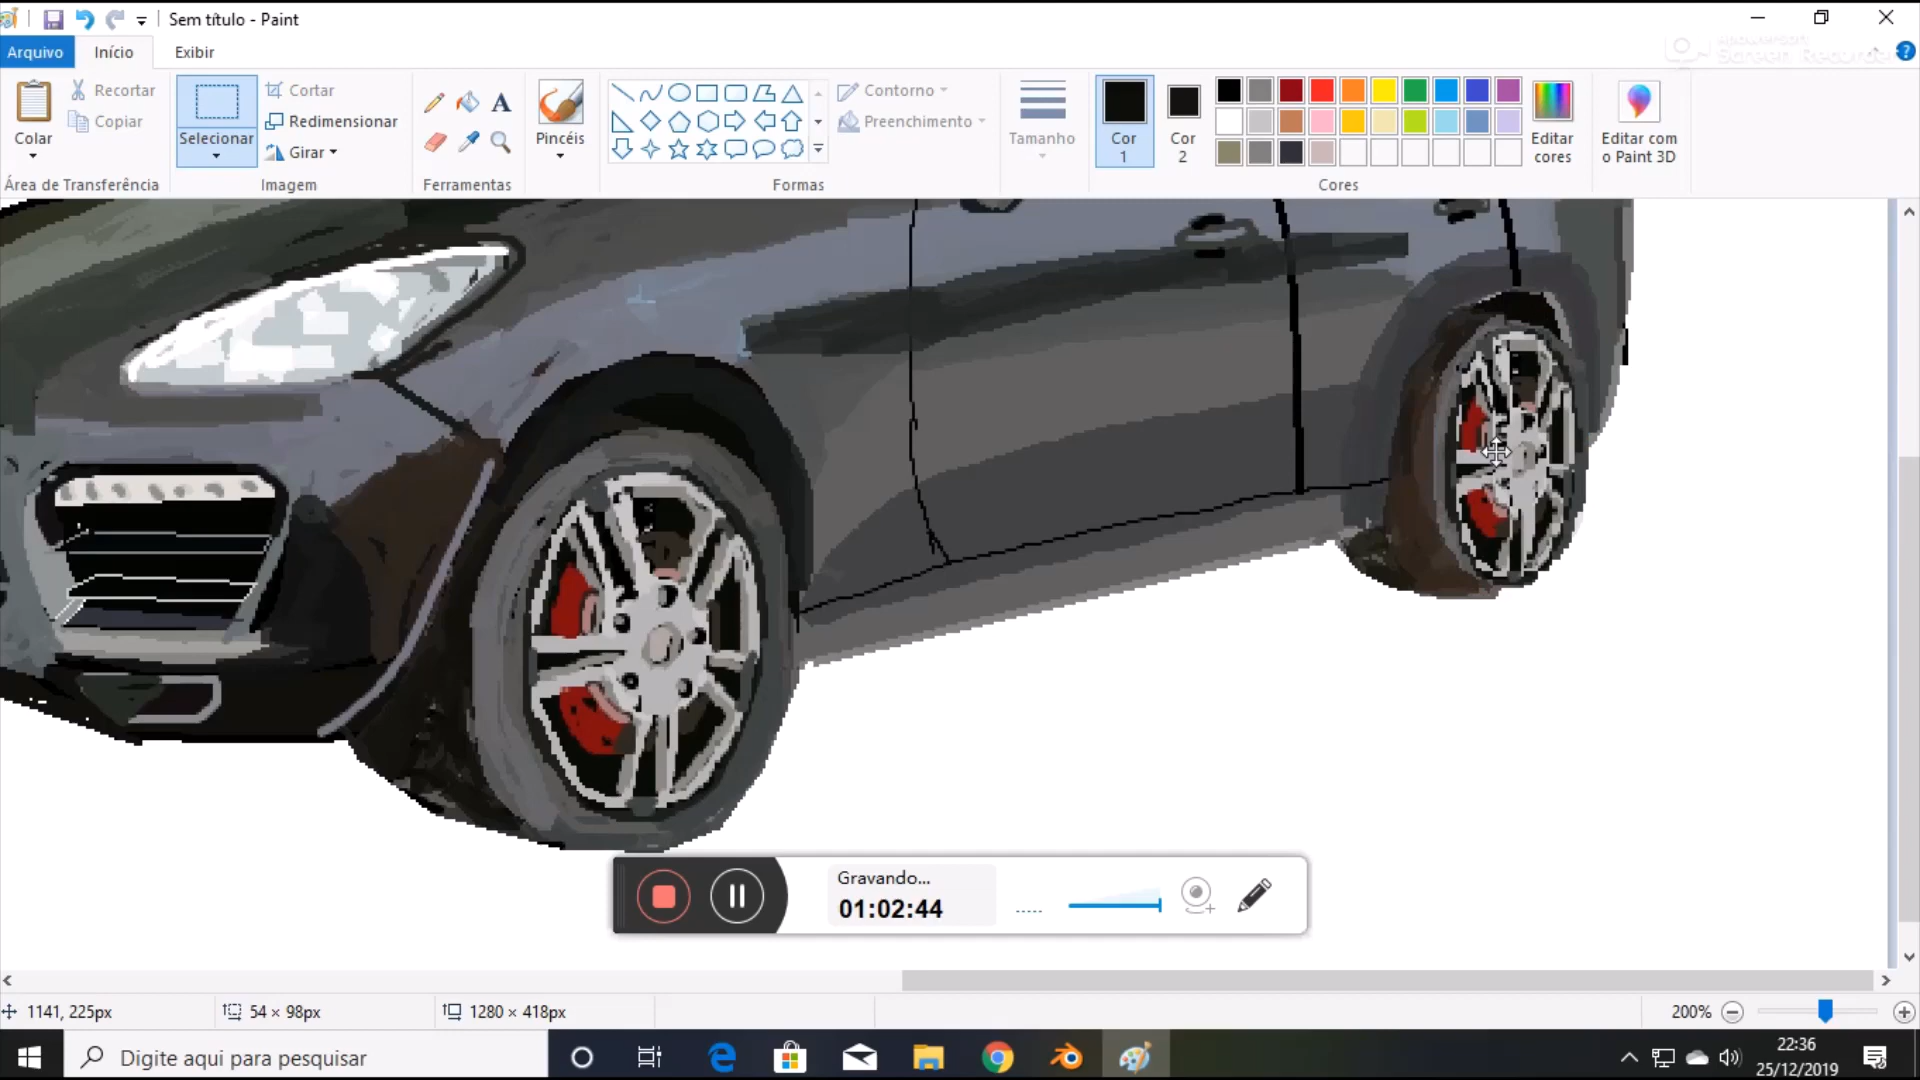 Sem título - Paint
Arquivo Início Exibir
Colar
Recortar
Copiar
Área de Transferência
Selecionar
Cortar
Redimensionar
Girar
Imagem
A
Ferramentas
Pincéis
Contorno
Preenchimento
Formas
Tamanho
Cor
1
Cor
2
Editar
cores
Cores
Editar com
o Paint 3D
Screen Recorder
Gravando...
01:02:44
1141, 225px
54 × 98px
1280 × 418px
200%
Digite aqui para pesquisar
22:36
25/12/2019